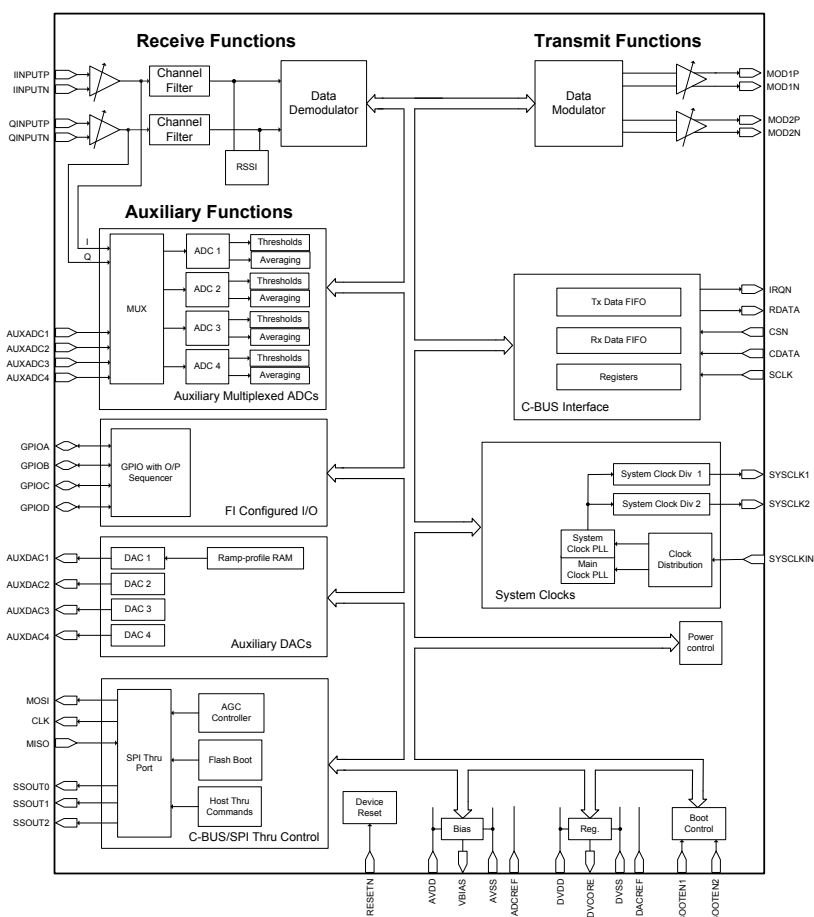 Receive Functions
Transmit Functions
IINPUTP
IINPUTN
QINPUTP
QINPUTN
Channel
Filter
Channel
Filter
RSSI
Data
Demodulator
Data
Modulator
MOD1P
MOD1N
MOD2P
MOD2N
Auxiliary Functions
I
Q
MUX
ADC 1
Thresholds
Averaging
ADC 2
Thresholds
Averaging
ADC 3
Thresholds
Averaging
ADC 4
Thresholds
Averaging
AUXADC1
AUXADC2
AUXADC3
AUXADC4
Auxiliary Multiplexed ADCs
Tx Data FIFO
Rx Data FIFO
Registers
C-BUS Interface
IRQN
RDATA
CSN
CDATA
SCLK
GPIOA
GPIOB
GPIOC
GPIOD
GPIO with O/P
Sequencer
FI Configured I/O
System Clock Div 1
System Clock Div 2
System
Clock PLL
Main
Clock PLL
Clock
Distribution
System Clocks
SYSCLK1
SYSCLK2
SYSCLKIN
AUXDAC1
AUXDAC2
AUXDAC3
AUXDAC4
DAC 1
Ramp-profile RAM
DAC 2
DAC 3
DAC 4
Auxiliary DACs
Power
control
MOSI
CLK
MISO
SSOUT0
SSOUT1
SSOUT2
SPI Thru
Port
AGC
Controller
Flash Boot
Host Thru
Commands
C-BUS/SPI Thru Control
Device
Reset
Bias
Reg.
Boot
Control
RESETN
AVDD
VBIAS
AVSS
ADCREF
DVDD
DVCORE
DVSS
DACREF
OOTEN1
OOTEN2